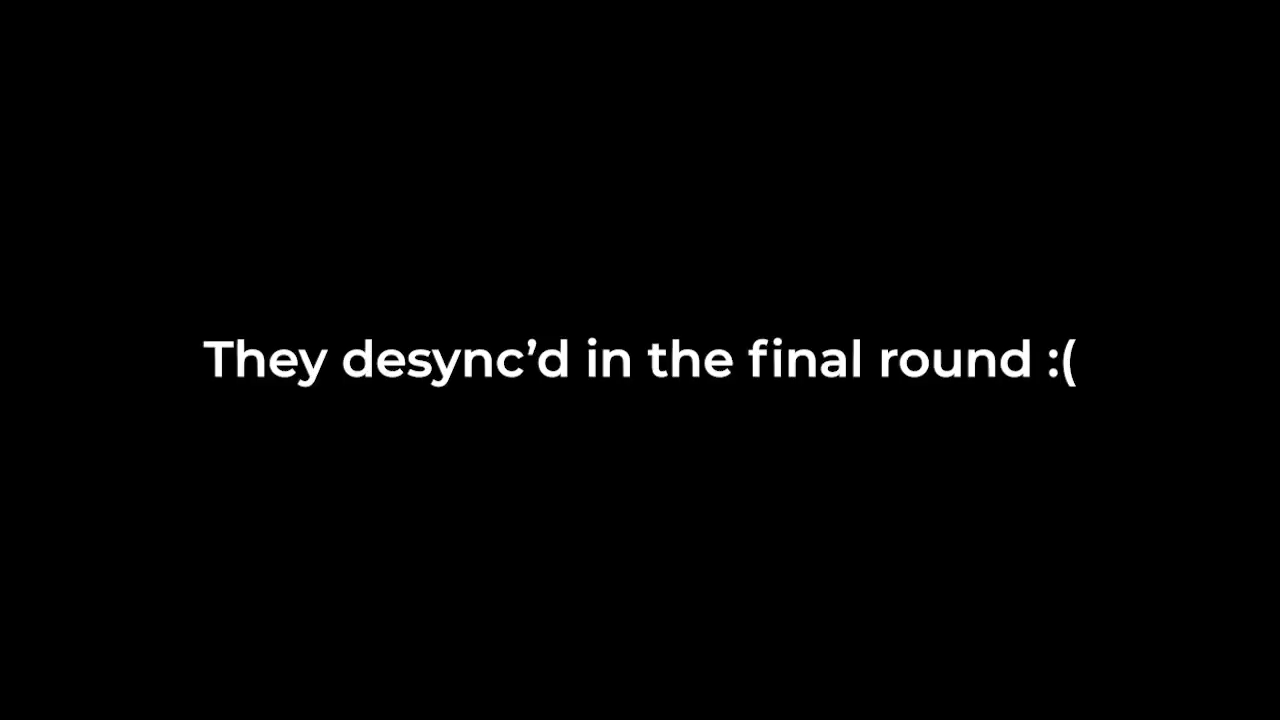 They desync’d in the final round :(